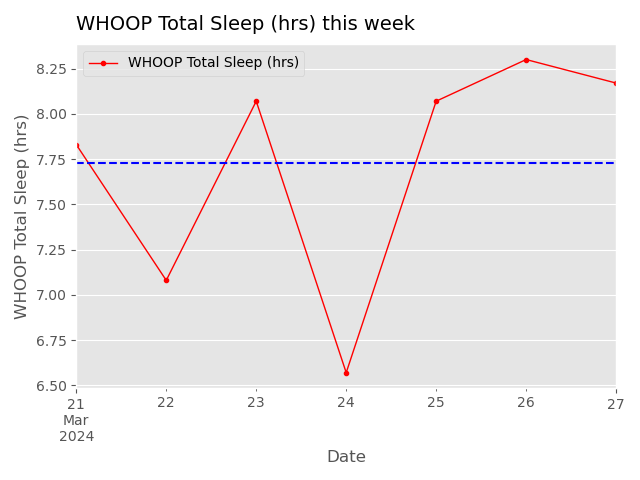 WHOOP Total Sleep (hrs) this week
WHOOP Total Sleep (hrs)
WHOOP Total Sleep (hrs)
8.25
8.00
7.75
7.50
7.25
7.00
6.75
6.50
21 22 23 24 25 26 27
Mar
2024
Date